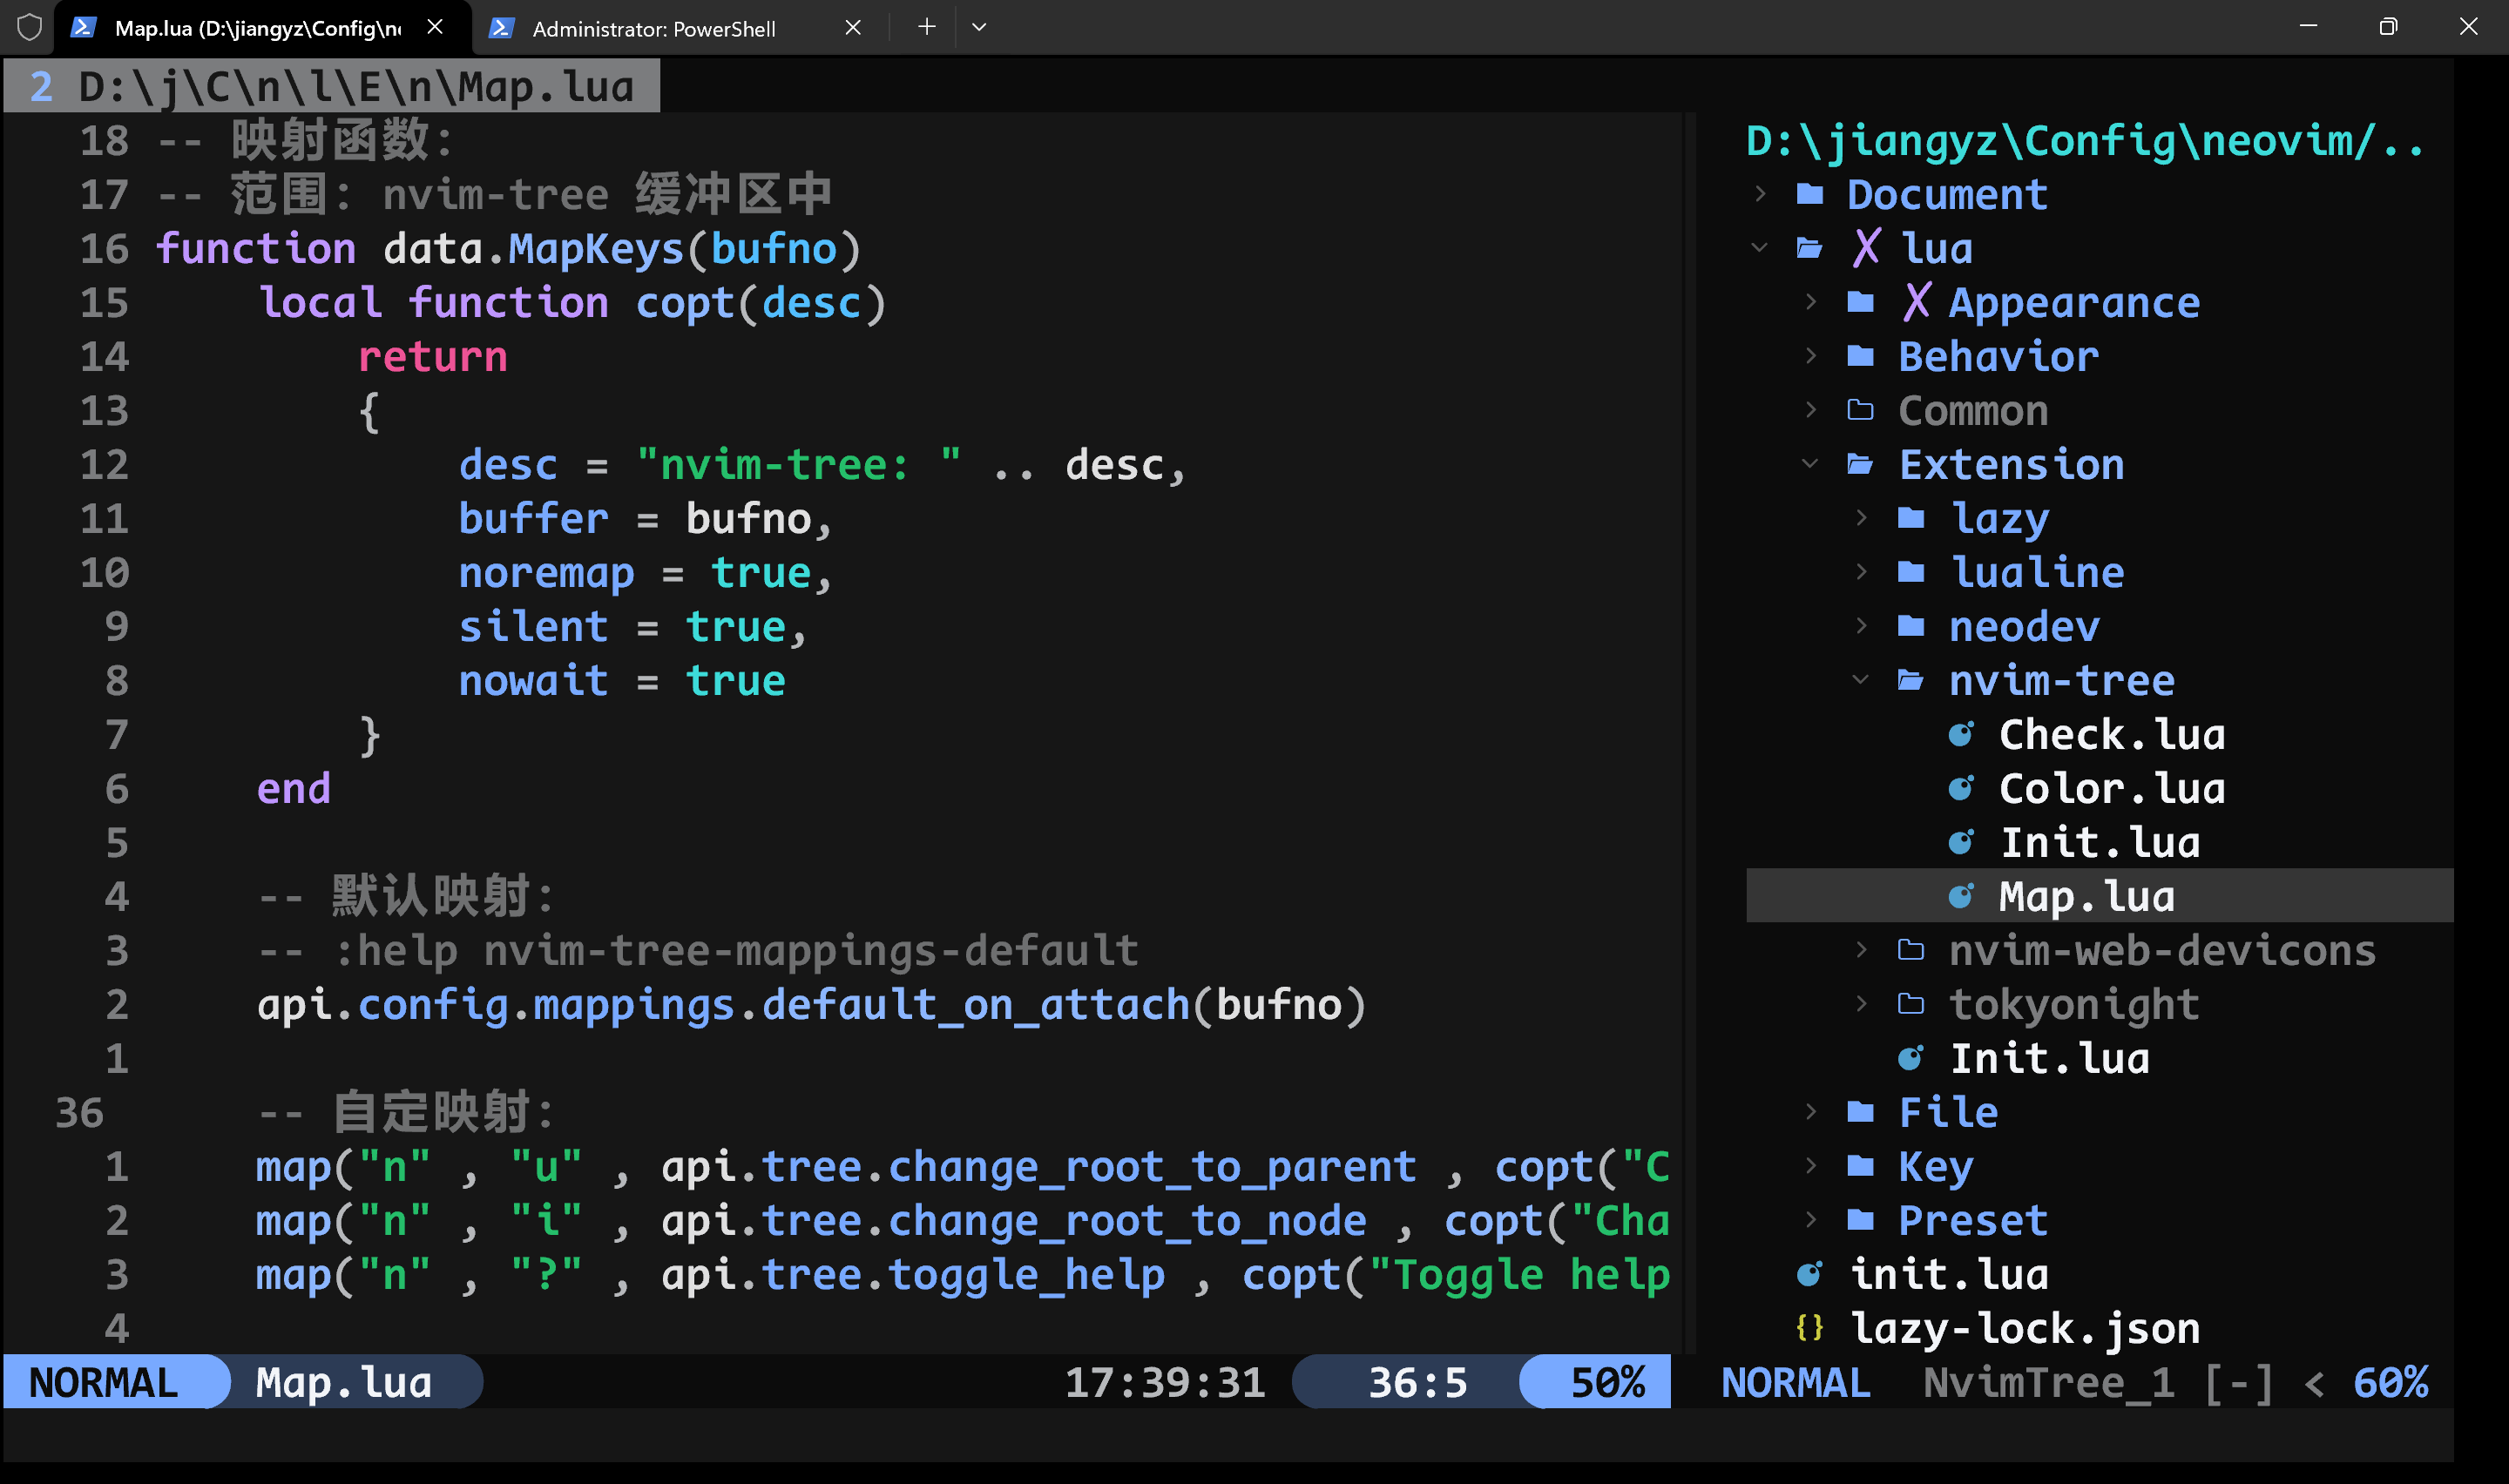 Map.lua (D:\jiangyz\Config\ne
Administrator: PowerShell
2 D:\j\C\n\l\E\n\Map.lua
18 -- 映射函数:
17 -- 范围: nvim-tree 缓冲区中
16 function data.MapKeys(bufno)
15     local function copt(desc)
14         return
13         {
12             desc = "nvim-tree: " .. desc,
11             buffer = bufno,
10             noremap = true,
9             silent = true,
8             nowait = true
7         }
6     end
5
4     -- 默认映射:
3     -- :help nvim-tree-mappings-default
2     api.config.mappings.default_on_attach(bufno)
1
36     -- 自定映射:
1     map("n" , "u" , api.tree.change_root_to_parent , copt("C
2     map("n" , "i" , api.tree.change_root_to_node , copt("Cha
3     map("n" , "?" , api.tree.toggle_help , copt("Toggle help
4
NORMAL Map.lua 17:39:31 36:5 50%
D:\jiangyz\Config\neovim/..
Document
✗ lua
✗ Appearance
Behavior
Common
Extension
lazy
lualine
neodev
nvim-tree
Check.lua
Color.lua
Init.lua
Map.lua
nvim-web-devicons
tokyonight
Init.lua
File
Key
Preset
init.lua
{} lazy-lock.json
NORMAL NvimTree_1 [-] < 60%